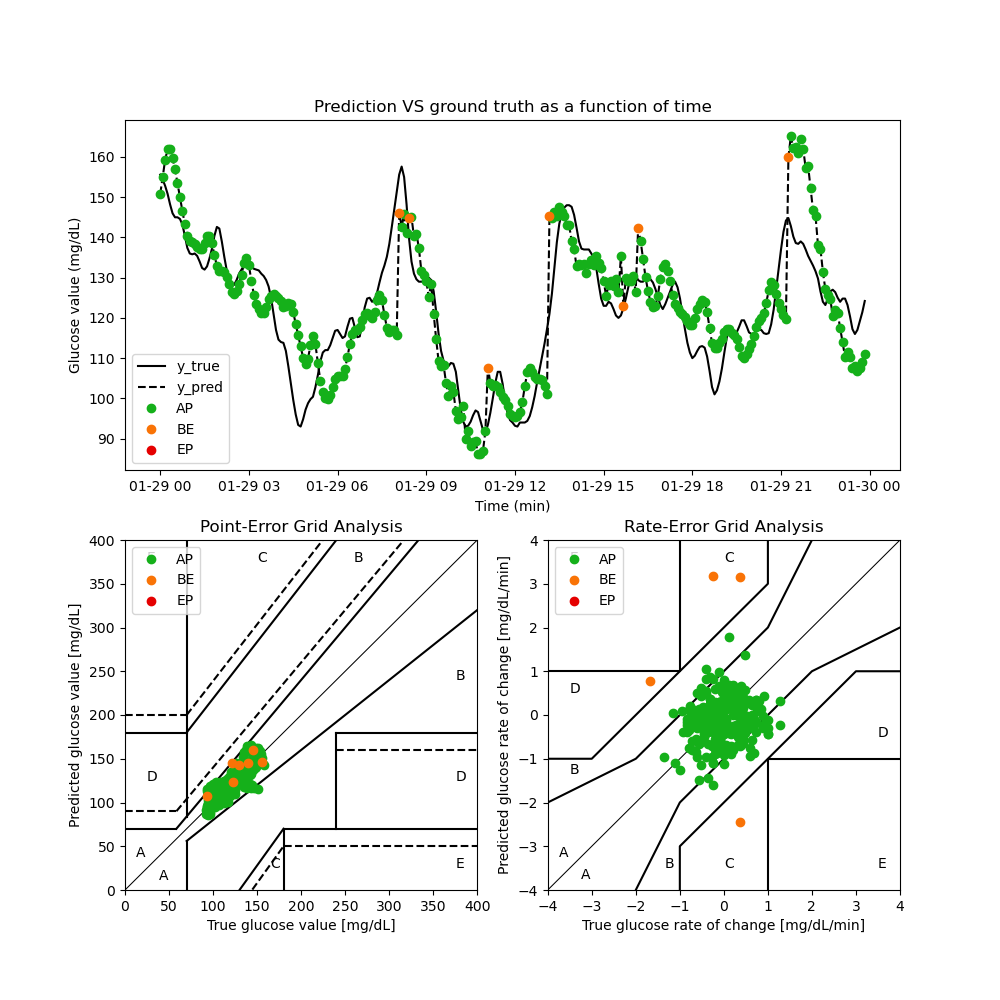 Prediction VS ground truth as a function of time
Glucose value (mg/dL)
160
150
140
130
120
110
100
90
y_true
y_pred
AP
BE
EP
01-29 00 01-29 03 01-29 06 01-29 09 01-29 12 01-29 15 01-29 18 01-29 21 01-30 00
Time (min)
Point-Error Grid Analysis
Predicted glucose value [mg/dL]
400
350
300
250
200
150
100
50
0
AP
BE
EP
C
B
B
D
D
A
A
C
E
0 50 100 150 200 250 300 350 400
True glucose value [mg/dL]
Rate-Error Grid Analysis
Predicted glucose rate of change [mg/dL/min]
4
3
2
1
0
−1
−2
−3
−4
AP
BE
EP
C
D
D
B
A
A
B
C
E
−4 −3 −2 −1 0 1 2 3 4
True glucose rate of change [mg/dL/min]